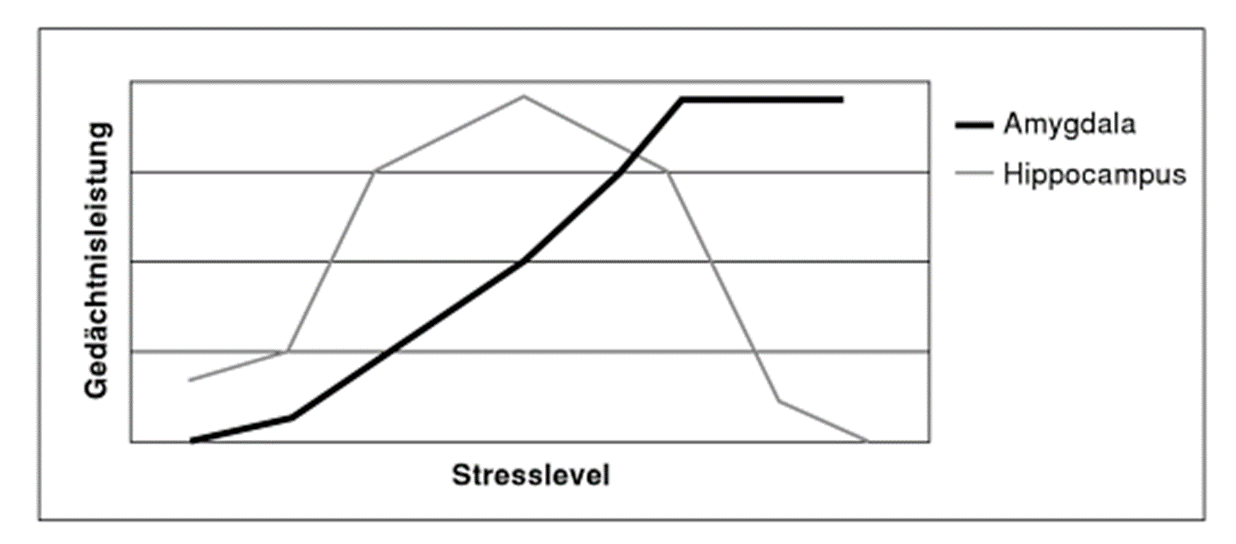 Gedächtnisleistung
Amygdala
Hippocampus
Stresslevel